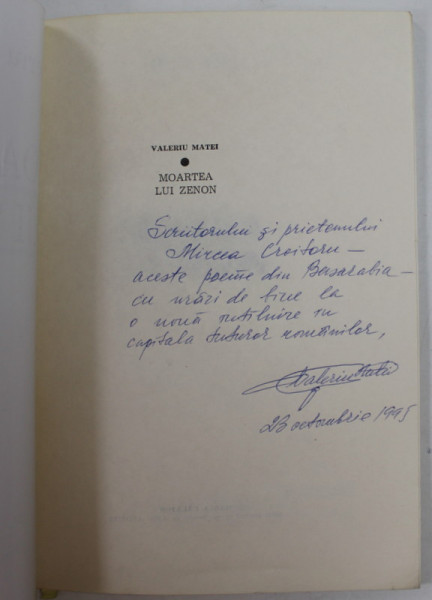 VALERIU MATEI
MOARTEA
LUI ZENON
Scriitorului și prietenului
Mircea Croitoru —
aceste poeme din Basarabia —
cu urări de bine la
o nouă întîlnire în
capitala tuturor românilor,
Valeriu Matei
23 octombrie 1995